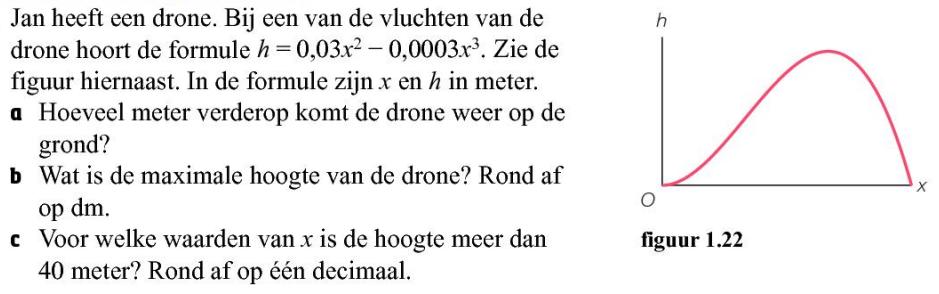 Jan heeft een drone. Bij een van de vluchten van de
drone hoort de formule h = 0,03x² – 0,0003x³. Zie de
figuur hiernaast. In de formule zijn x en h in meter.
a Hoeveel meter verderop komt de drone weer op de
grond?
b Wat is de maximale hoogte van de drone? Rond af
op dm.
c Voor welke waarden van x is de hoogte meer dan
40 meter? Rond af op één decimaal.
h
O
x
figuur 1.22